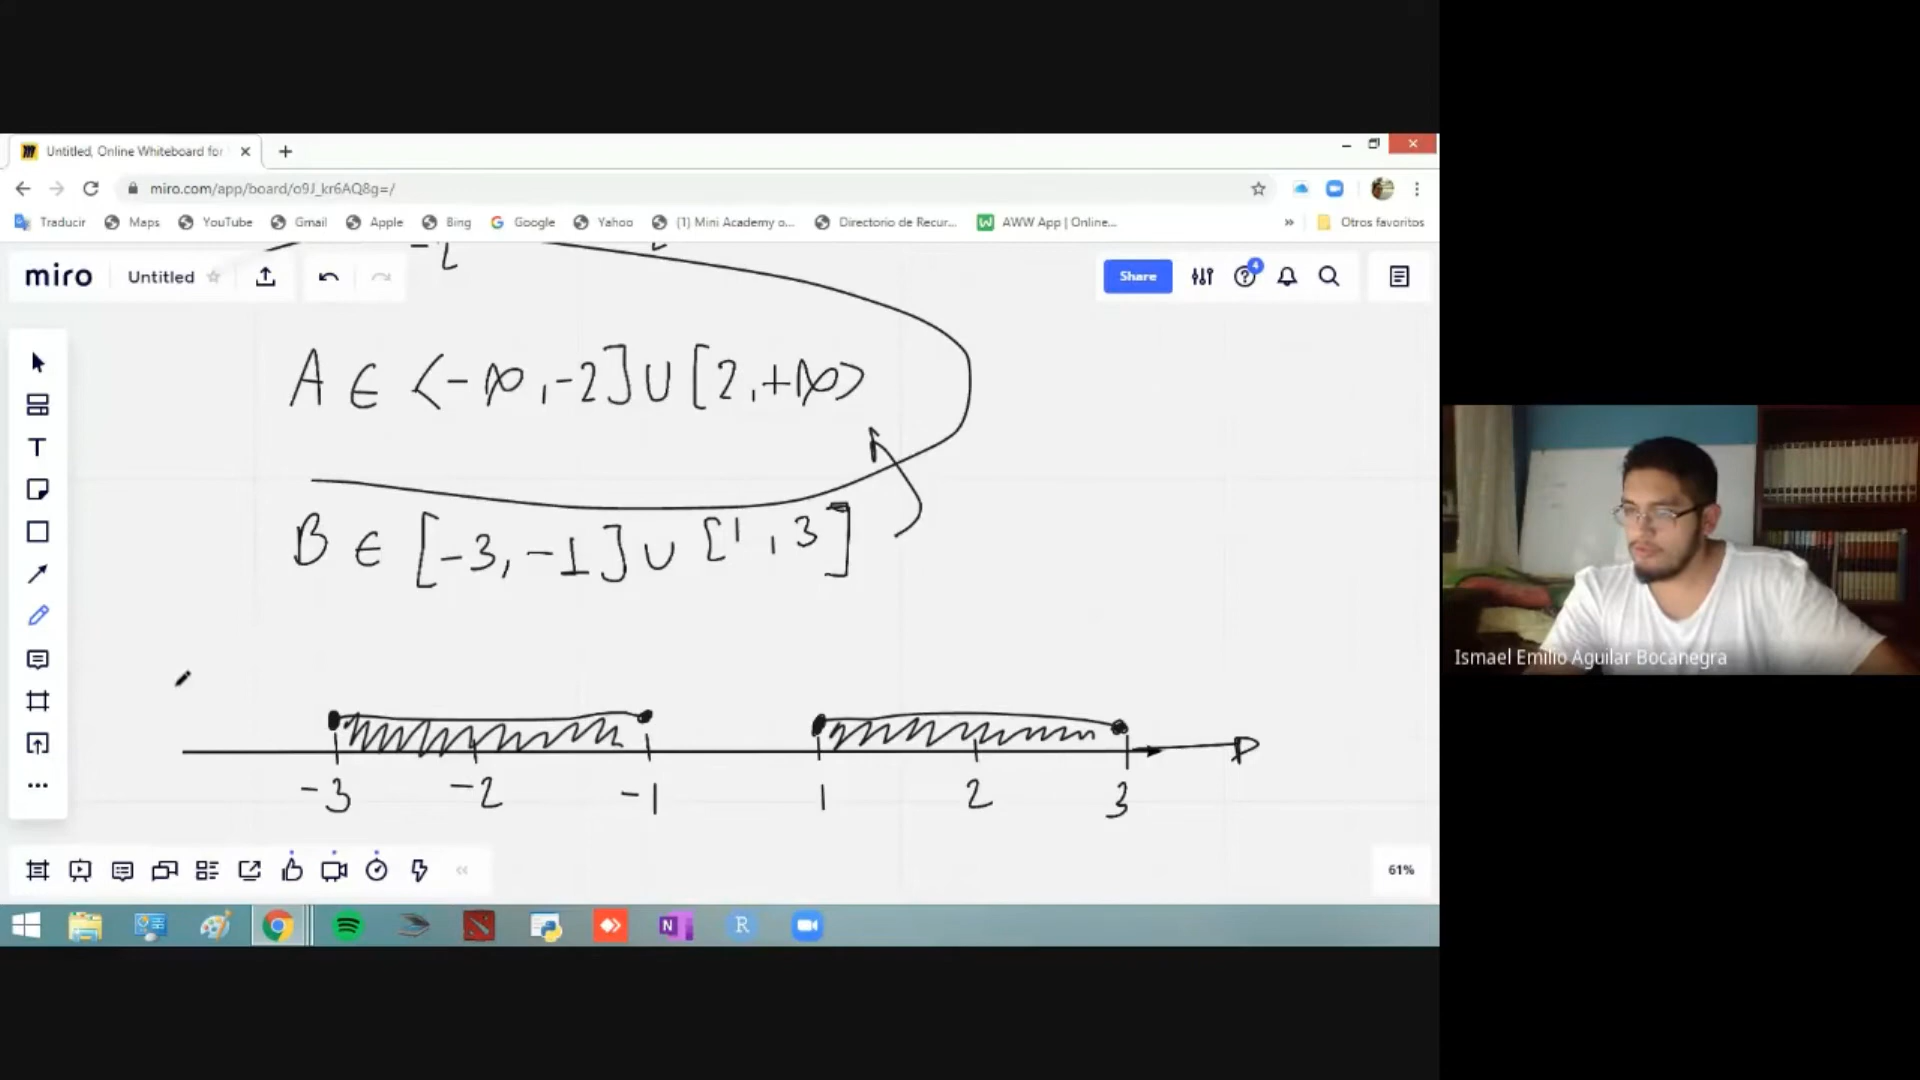 Untitled, Online Whiteboard for
miro.com/app/board/o9J_kr6AQ8g=/
Traducir Maps YouTube Gmail Apple Bing Google Yahoo (1) Mini Academy o... Directorio de Recur... AWW App | Online... » Otros favoritos
miro Untitled Share 4
A ∈ <-∞,-2] ∪ [2,+∞>
B ∈ [-3,-1] ∪ [1,3]
-3 -2 -1 1 2 3
61%
Ismael Emilio Aguilar Bocanegra